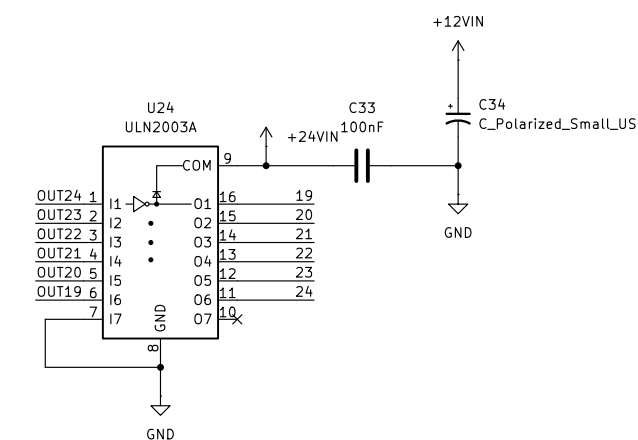 +12VIN
C34
C_Polarized_Small_US
+
U24
ULN2003A
C33
100nF
+24VIN
COM 9
GND
OUT24 1 I1 O1 16 19
OUT23 2 I2 O2 15 20
OUT22 3 I3 O3 14 21
OUT21 4 I4 O4 13 22
OUT20 5 I5 O5 12 23
OUT19 6 I6 O6 11 24
7 I7 O7 10
GND
8
GND